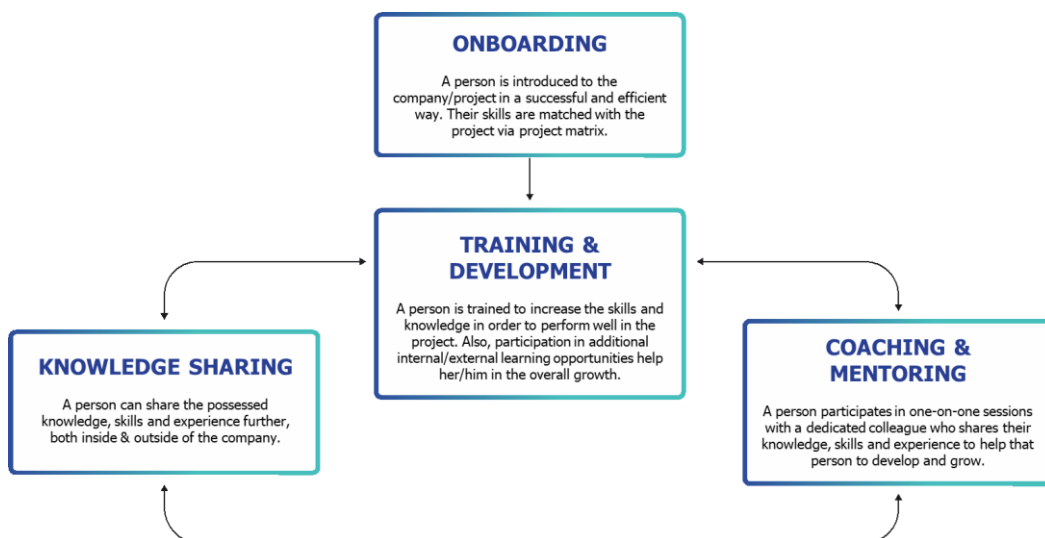 ONBOARDING
A person is introduced to the
company/project in a successful and efficient
way. Their skills are matched with the
project via project matrix.
TRAINING &
DEVELOPMENT
A person is trained to increase the skills and
knowledge in order to perform well in the
project. Also, participation in additional
internal/external learning opportunities help
her/him in the overall growth.
KNOWLEDGE SHARING
A person can share the possessed
knowledge, skills and experience further,
both inside & outside of the company.
COACHING &
MENTORING
A person participates in one-on-one sessions
with a dedicated colleague who shares their
knowledge, skills and experience to help that
person to develop and grow.